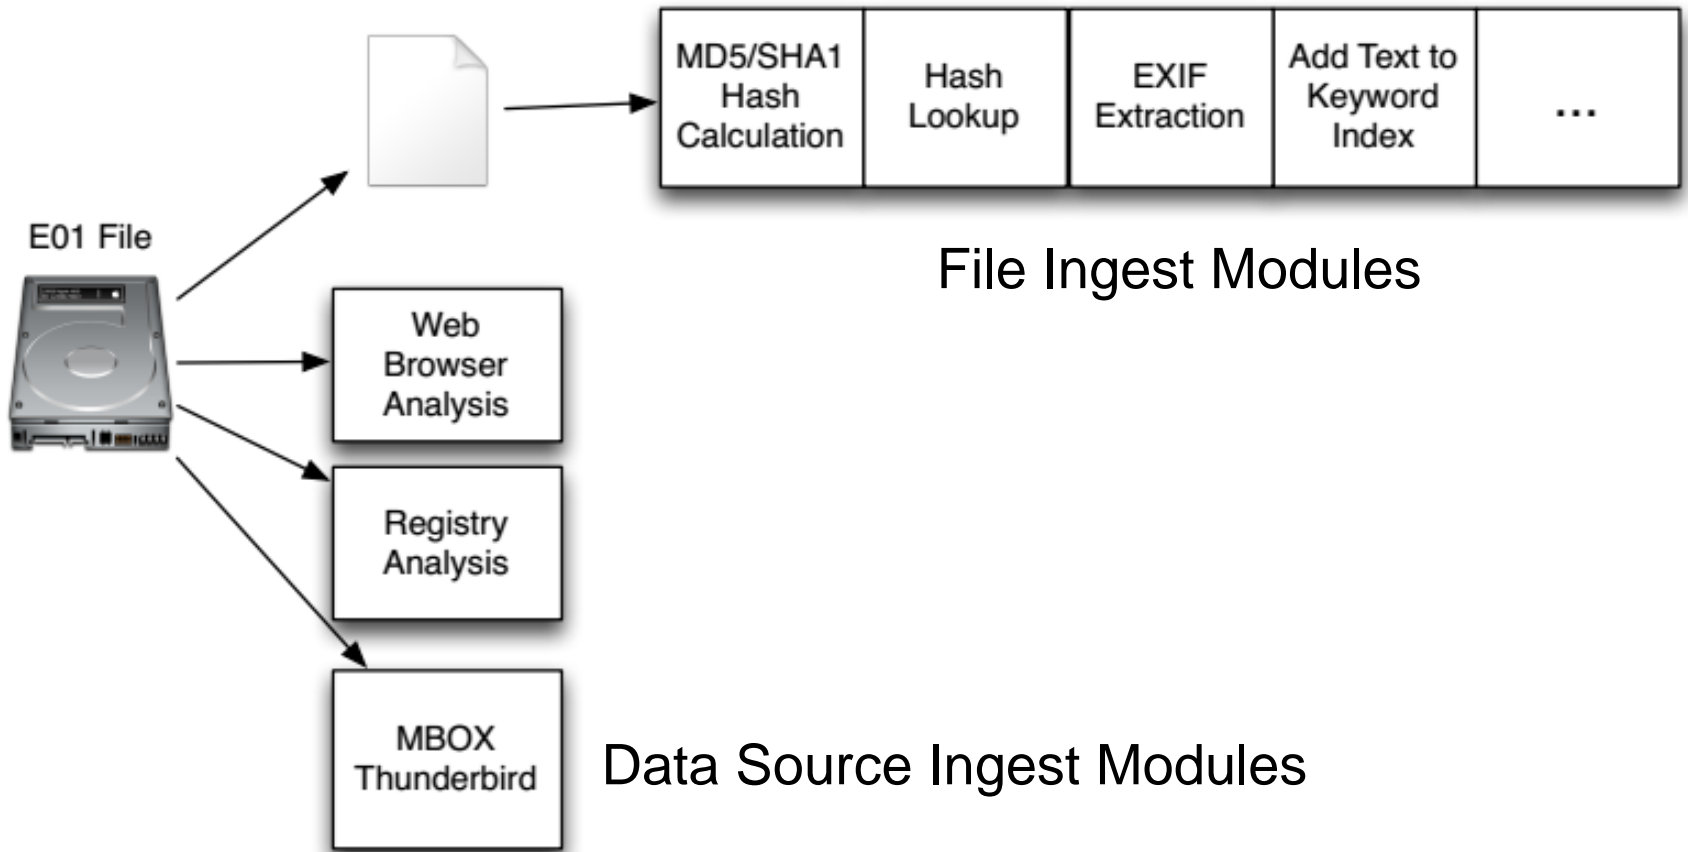 MD5/SHA1
Hash
Calculation
Hash
Lookup
EXIF
Extraction
Add Text to
Keyword
Index
...
File Ingest Modules
E01 File
Web
Browser
Analysis
Registry
Analysis
MBOX
Thunderbird
Data Source Ingest Modules